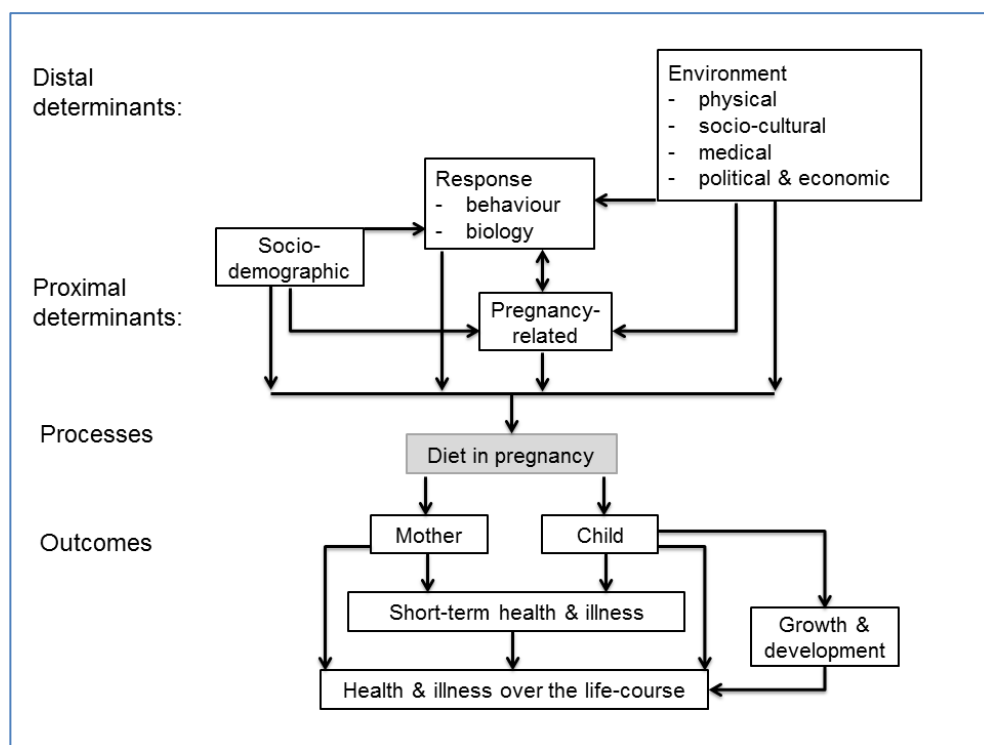 Distal
determinants:
Environment
- physical
- socio-cultural
- medical
- political & economic
Response
- behaviour
- biology
Socio-
demographic
Proximal
determinants:
Pregnancy-
related
Processes
Diet in pregnancy
Outcomes
Mother
Child
Short-term health & illness
Growth &
development
Health & illness over the life-course